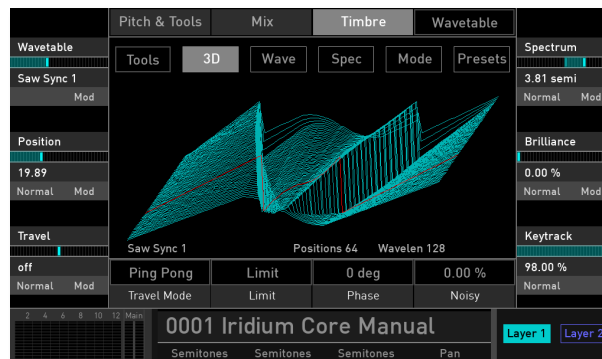 Pitch & Tools Mix Timbre Wavetable
Tools 3D Wave Spec Mode Presets
Wavetable
Saw Sync 1
Mod
Position
19.89
Normal Mod
Travel
off
Normal Mod
Saw Sync 1 Positions 64 Wavelen 128
Spectrum
3.81 semi
Normal Mod
Brilliance
0.00 %
Normal Mod
Keytrack
98.00 %
Normal
Ping Pong Limit 0 deg 0.00 %
Travel Mode Limit Phase Noisy
2 4 6 8 10 12 Main
0001 Iridium Core Manual
Semitones Semitones Semitones Pan
Layer 1 Layer 2